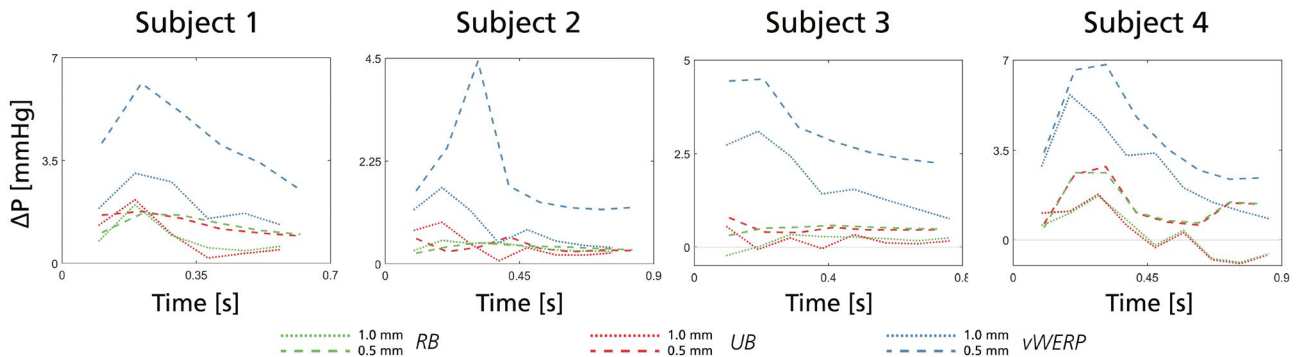 Subject 1
Subject 2
Subject 3
Subject 4
ΔP [mmHg]
7
3.5
0
0
0.35
0.7
4.5
2.25
0
0
0.45
0.9
5
2.5
0
0
0.4
0.8
7
3.5
0
0
0.45
0.9
Time [s]
Time [s]
Time [s]
Time [s]
1.0 mm
0.5 mm
RB
1.0 mm
0.5 mm
UB
1.0 mm
0.5 mm
vWERP